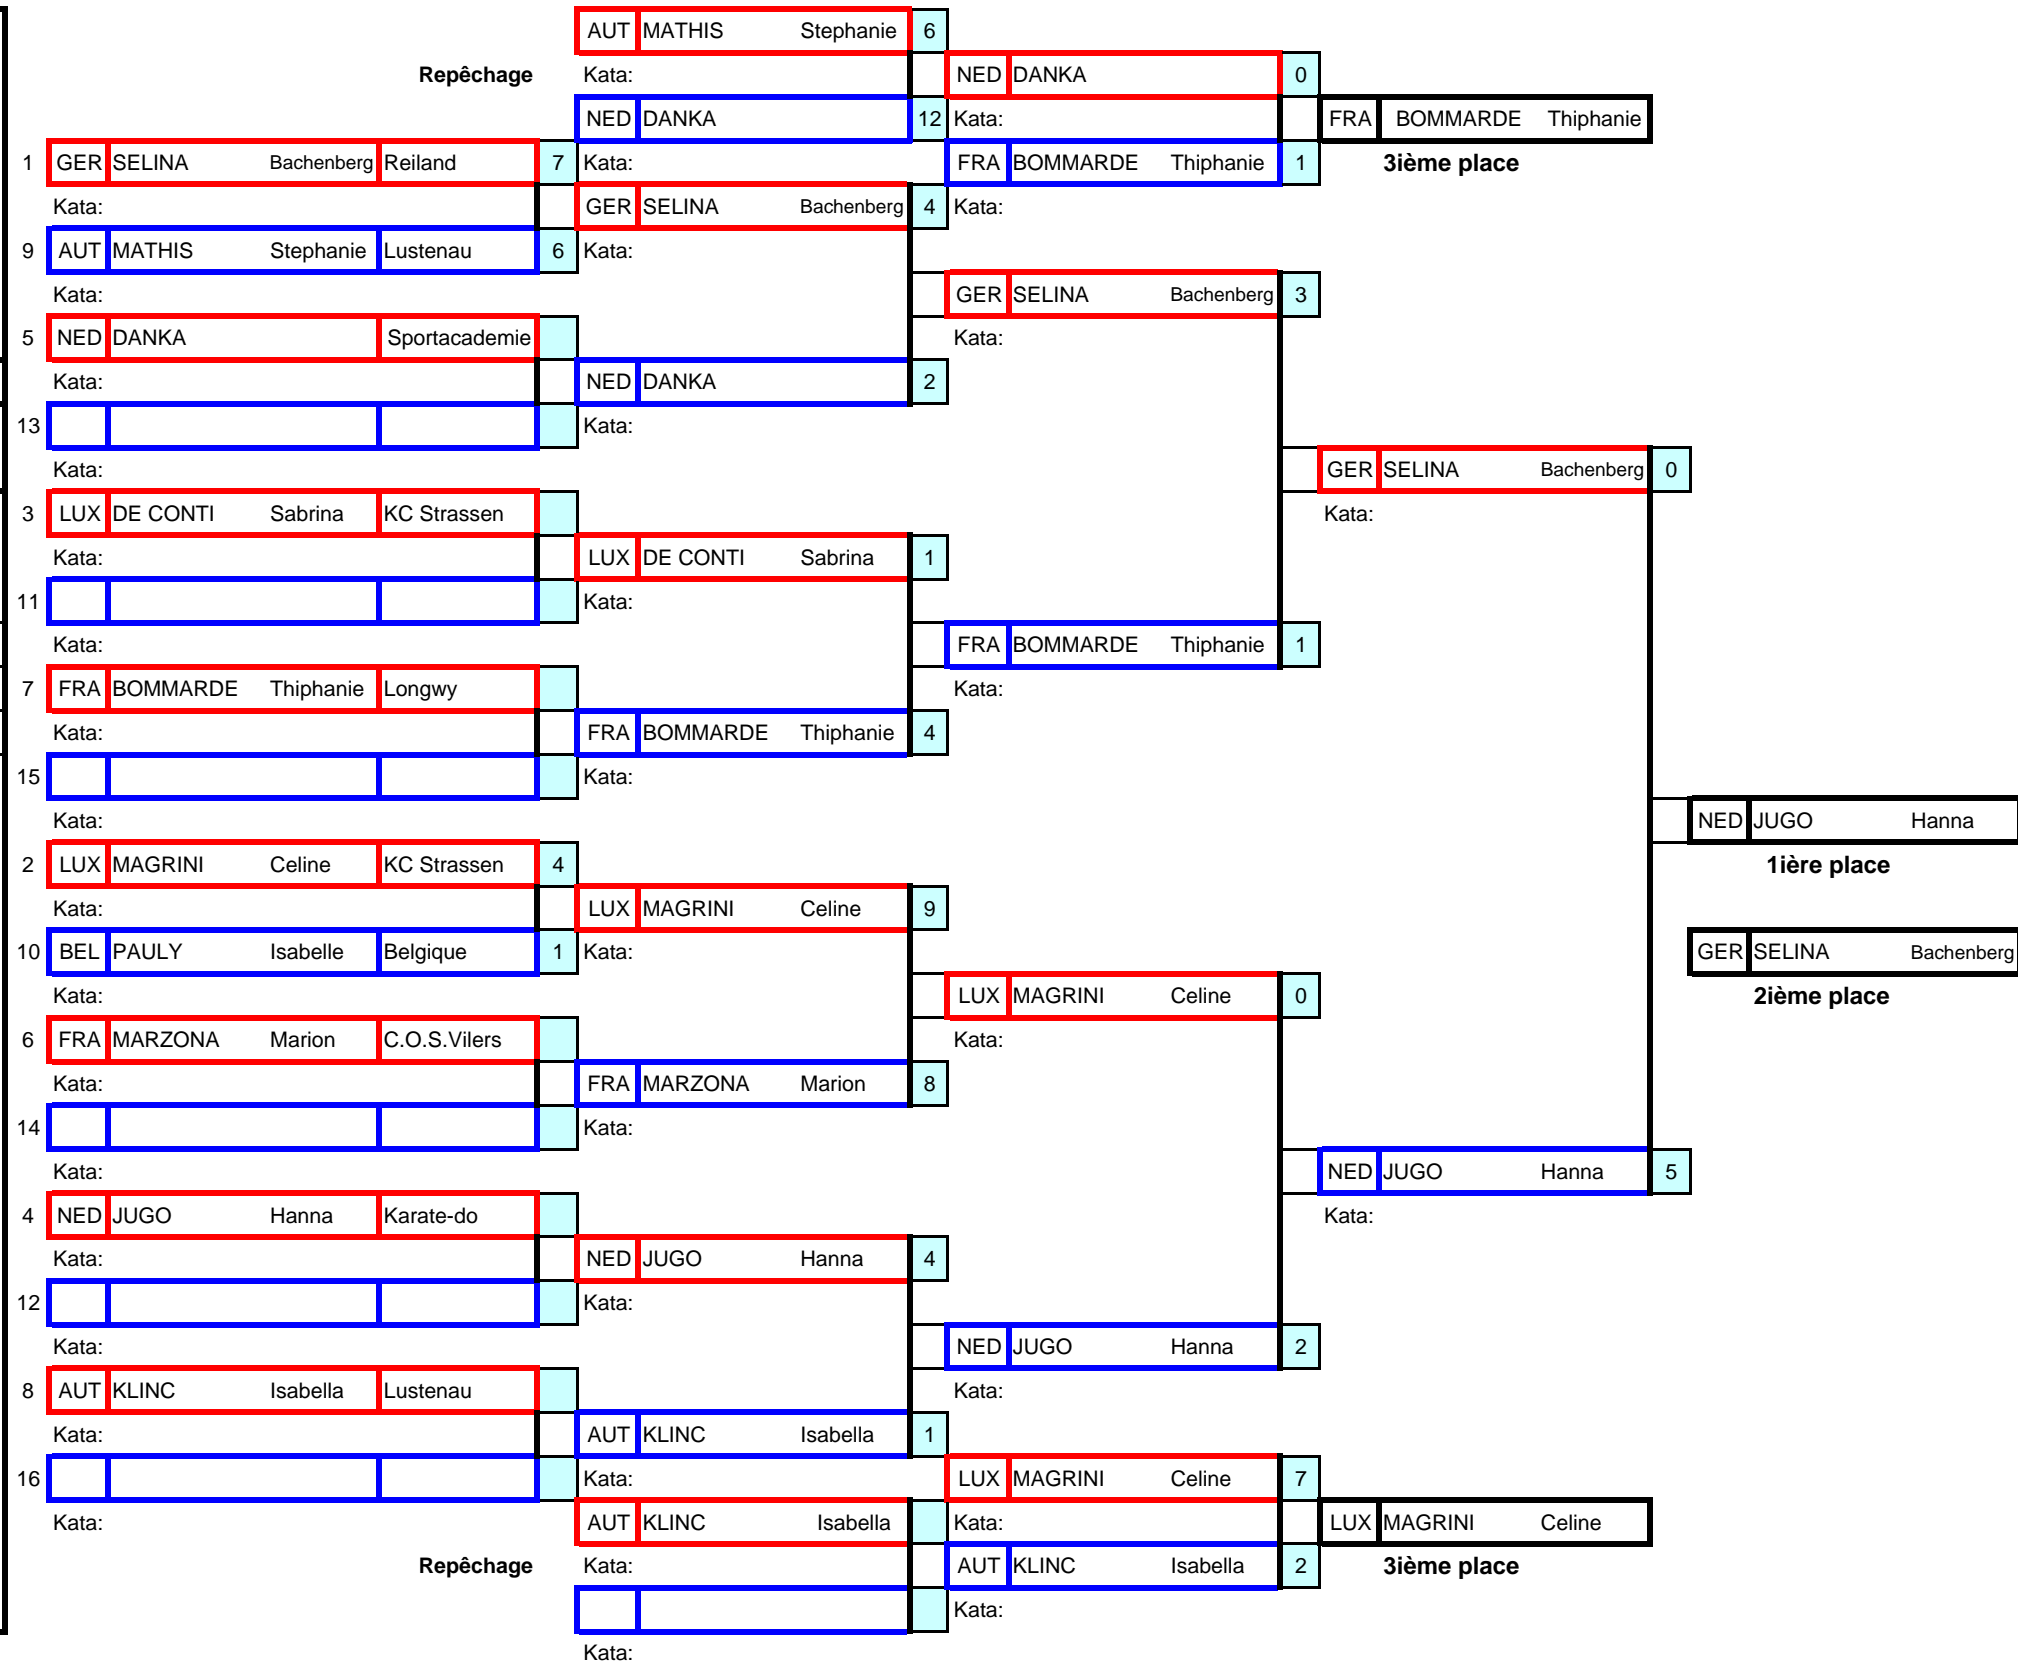 AUT MATHIS Stephanie 6
Repêchage Kata: NED DANKA 0
NED DANKA 12 Kata: FRA BOMMARDE Thiphanie
1 GER SELINA Bachenberg Reiland 7 Kata: FRA BOMMARDE Thiphanie 1 3ième place
Kata: GER SELINA Bachenberg 4 Kata:
9 AUT MATHIS Stephanie Lustenau 6 Kata:
Kata: GER SELINA Bachenberg 3
5 NED DANKA Sportacademie Kata:
Kata: NED DANKA 2
13 Kata:
Kata: GER SELINA Bachenberg 0
3 LUX DE CONTI Sabrina KC Strassen Kata:
Kata: LUX DE CONTI Sabrina 1
11 Kata:
Kata: FRA BOMMARDE Thiphanie 1
7 FRA BOMMARDE Thiphanie Longwy Kata:
Kata: FRA BOMMARDE Thiphanie 4
15 Kata:
Kata: NED JUGO Hanna
2 LUX MAGRINI Celine KC Strassen 4 1ière place
Kata: LUX MAGRINI Celine 9
10 BEL PAULY Isabelle Belgique 1 Kata: GER SELINA Bachenberg
Kata: LUX MAGRINI Celine 0 2ième place
6 FRA MARZONA Marion C.O.S.Vilers Kata:
Kata: FRA MARZONA Marion 8
14 Kata:
Kata: NED JUGO Hanna 5
4 NED JUGO Hanna Karate-do Kata:
Kata: NED JUGO Hanna 4
12 Kata:
Kata: NED JUGO Hanna 2
8 AUT KLINC Isabella Lustenau Kata:
Kata: AUT KLINC Isabella 1
16 Kata: LUX MAGRINI Celine 7
Kata: AUT KLINC Isabella Kata: LUX MAGRINI Celine
Repêchage Kata: AUT KLINC Isabella 2 3ième place
Kata:
Kata: